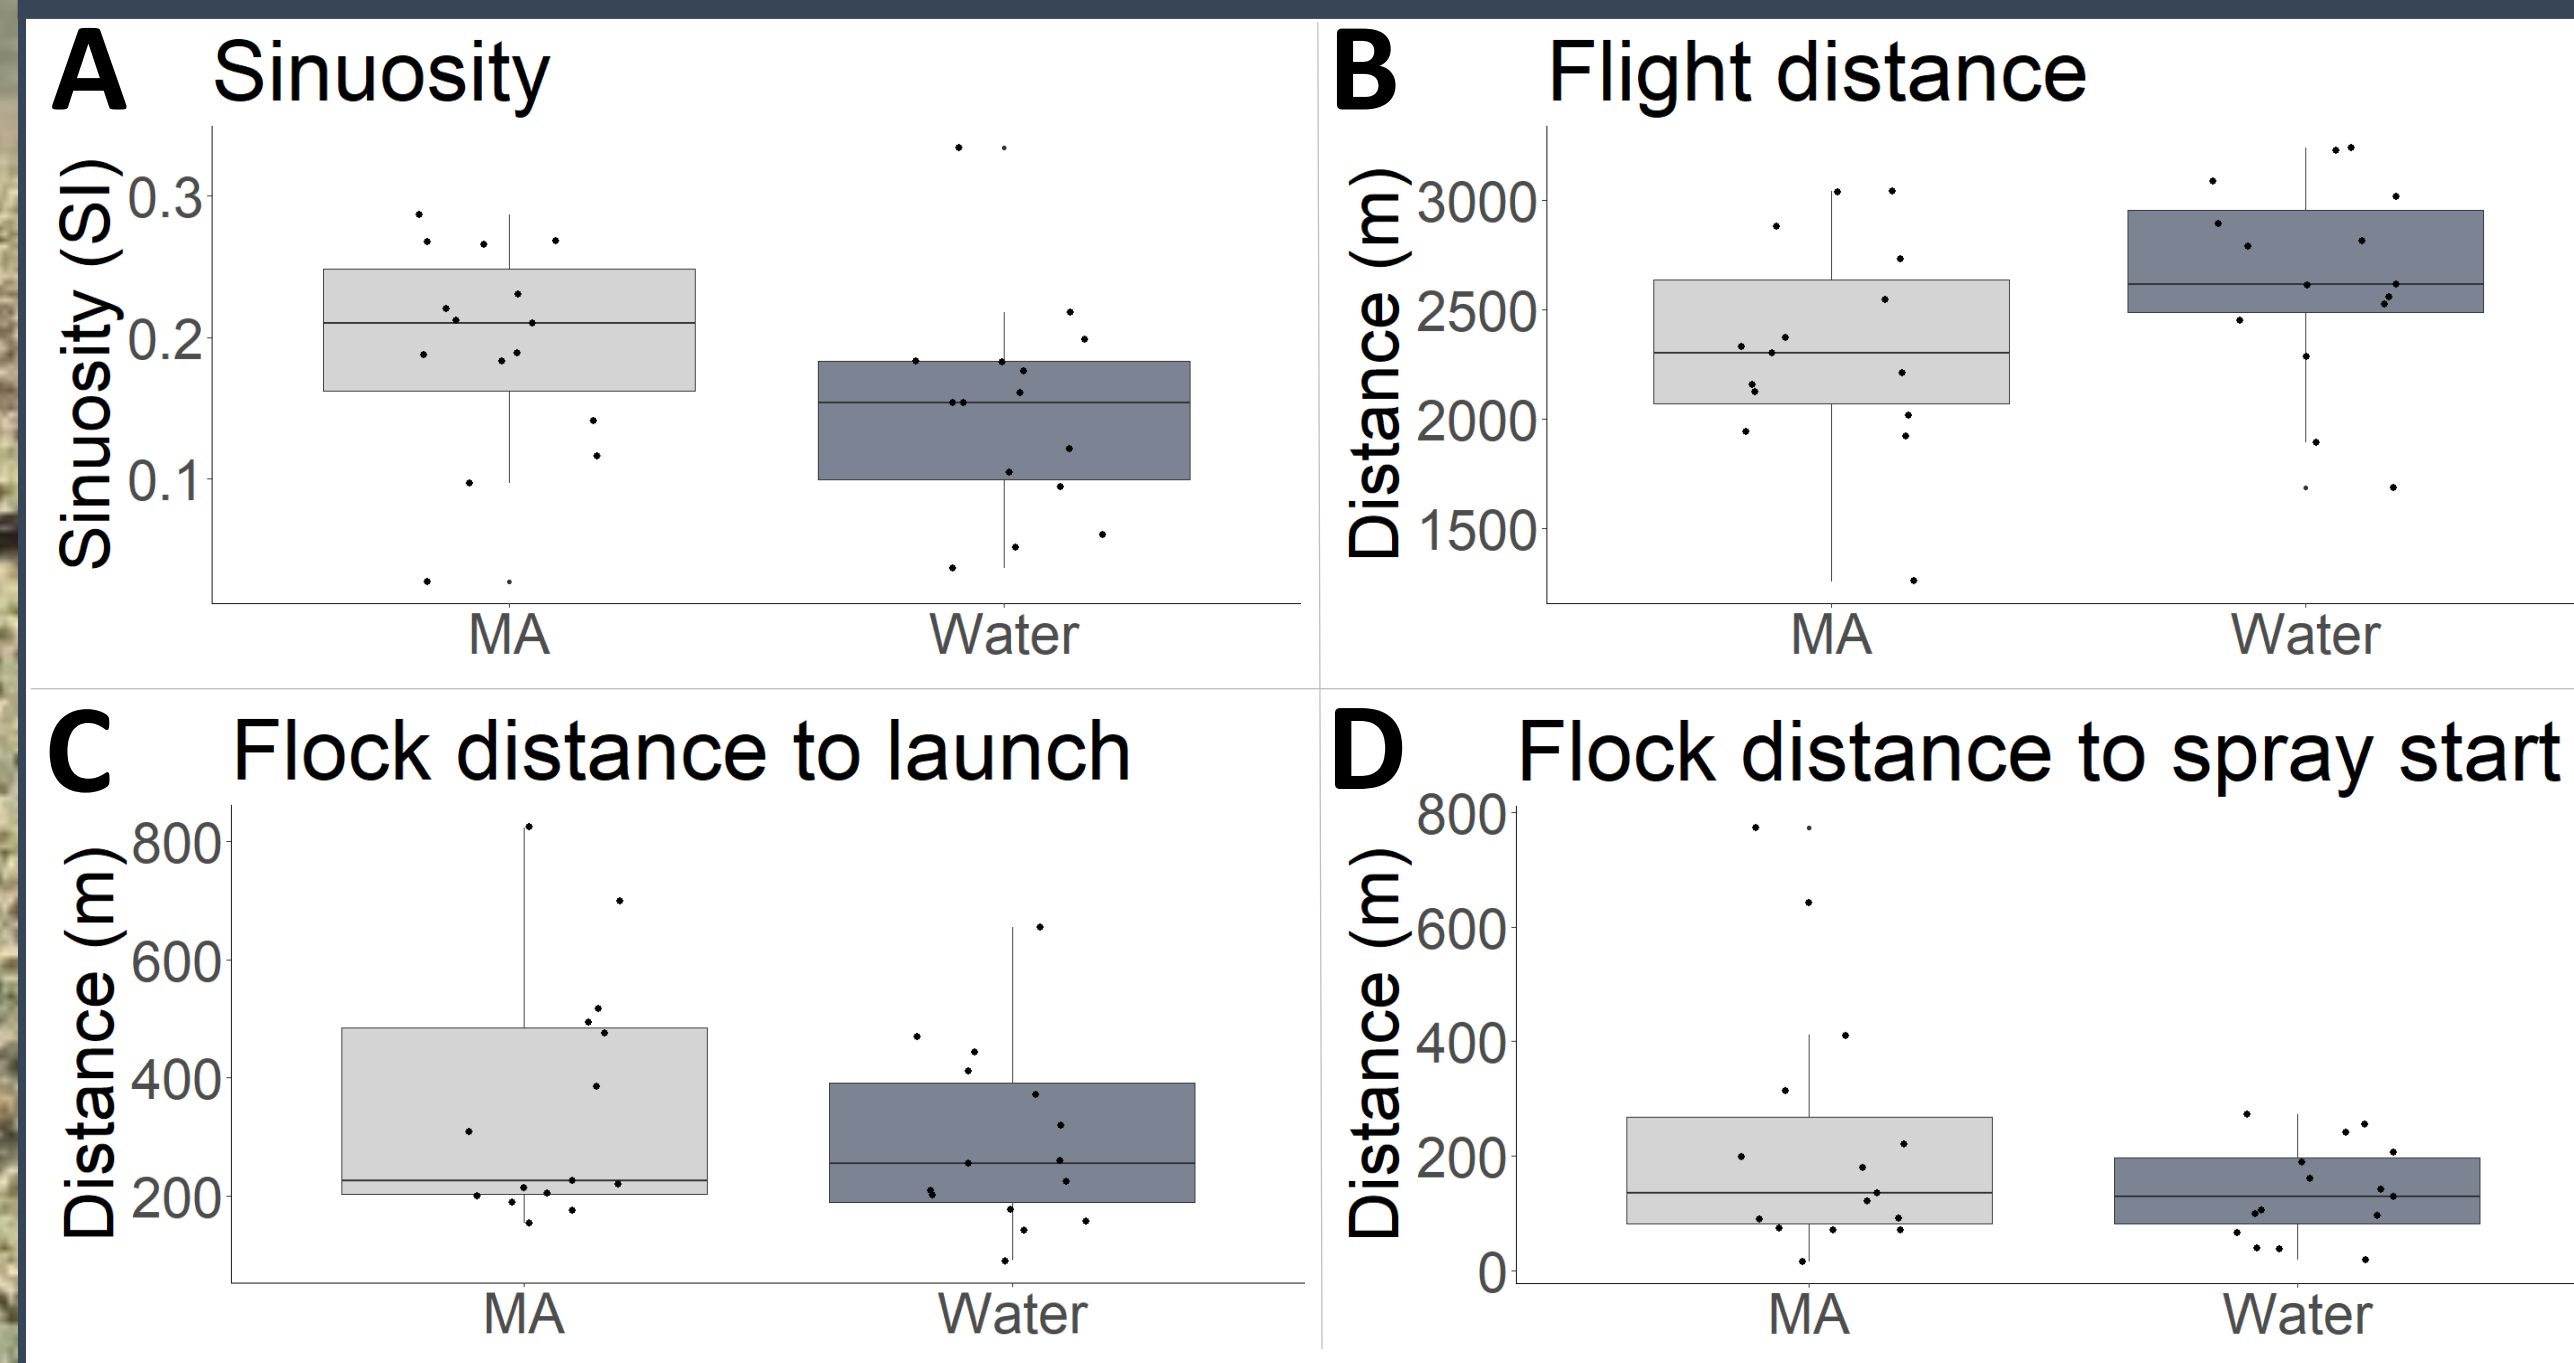 A Sinuosity
Sinuosity (SI)
0.3
0.2
0.1
MA Water
B Flight distance
Distance (m)
3000
2500
2000
1500
MA Water
C Flock distance to launch
Distance (m)
800
600
400
200
MA Water
D Flock distance to spray start
Distance (m)
800
600
400
200
0
MA Water